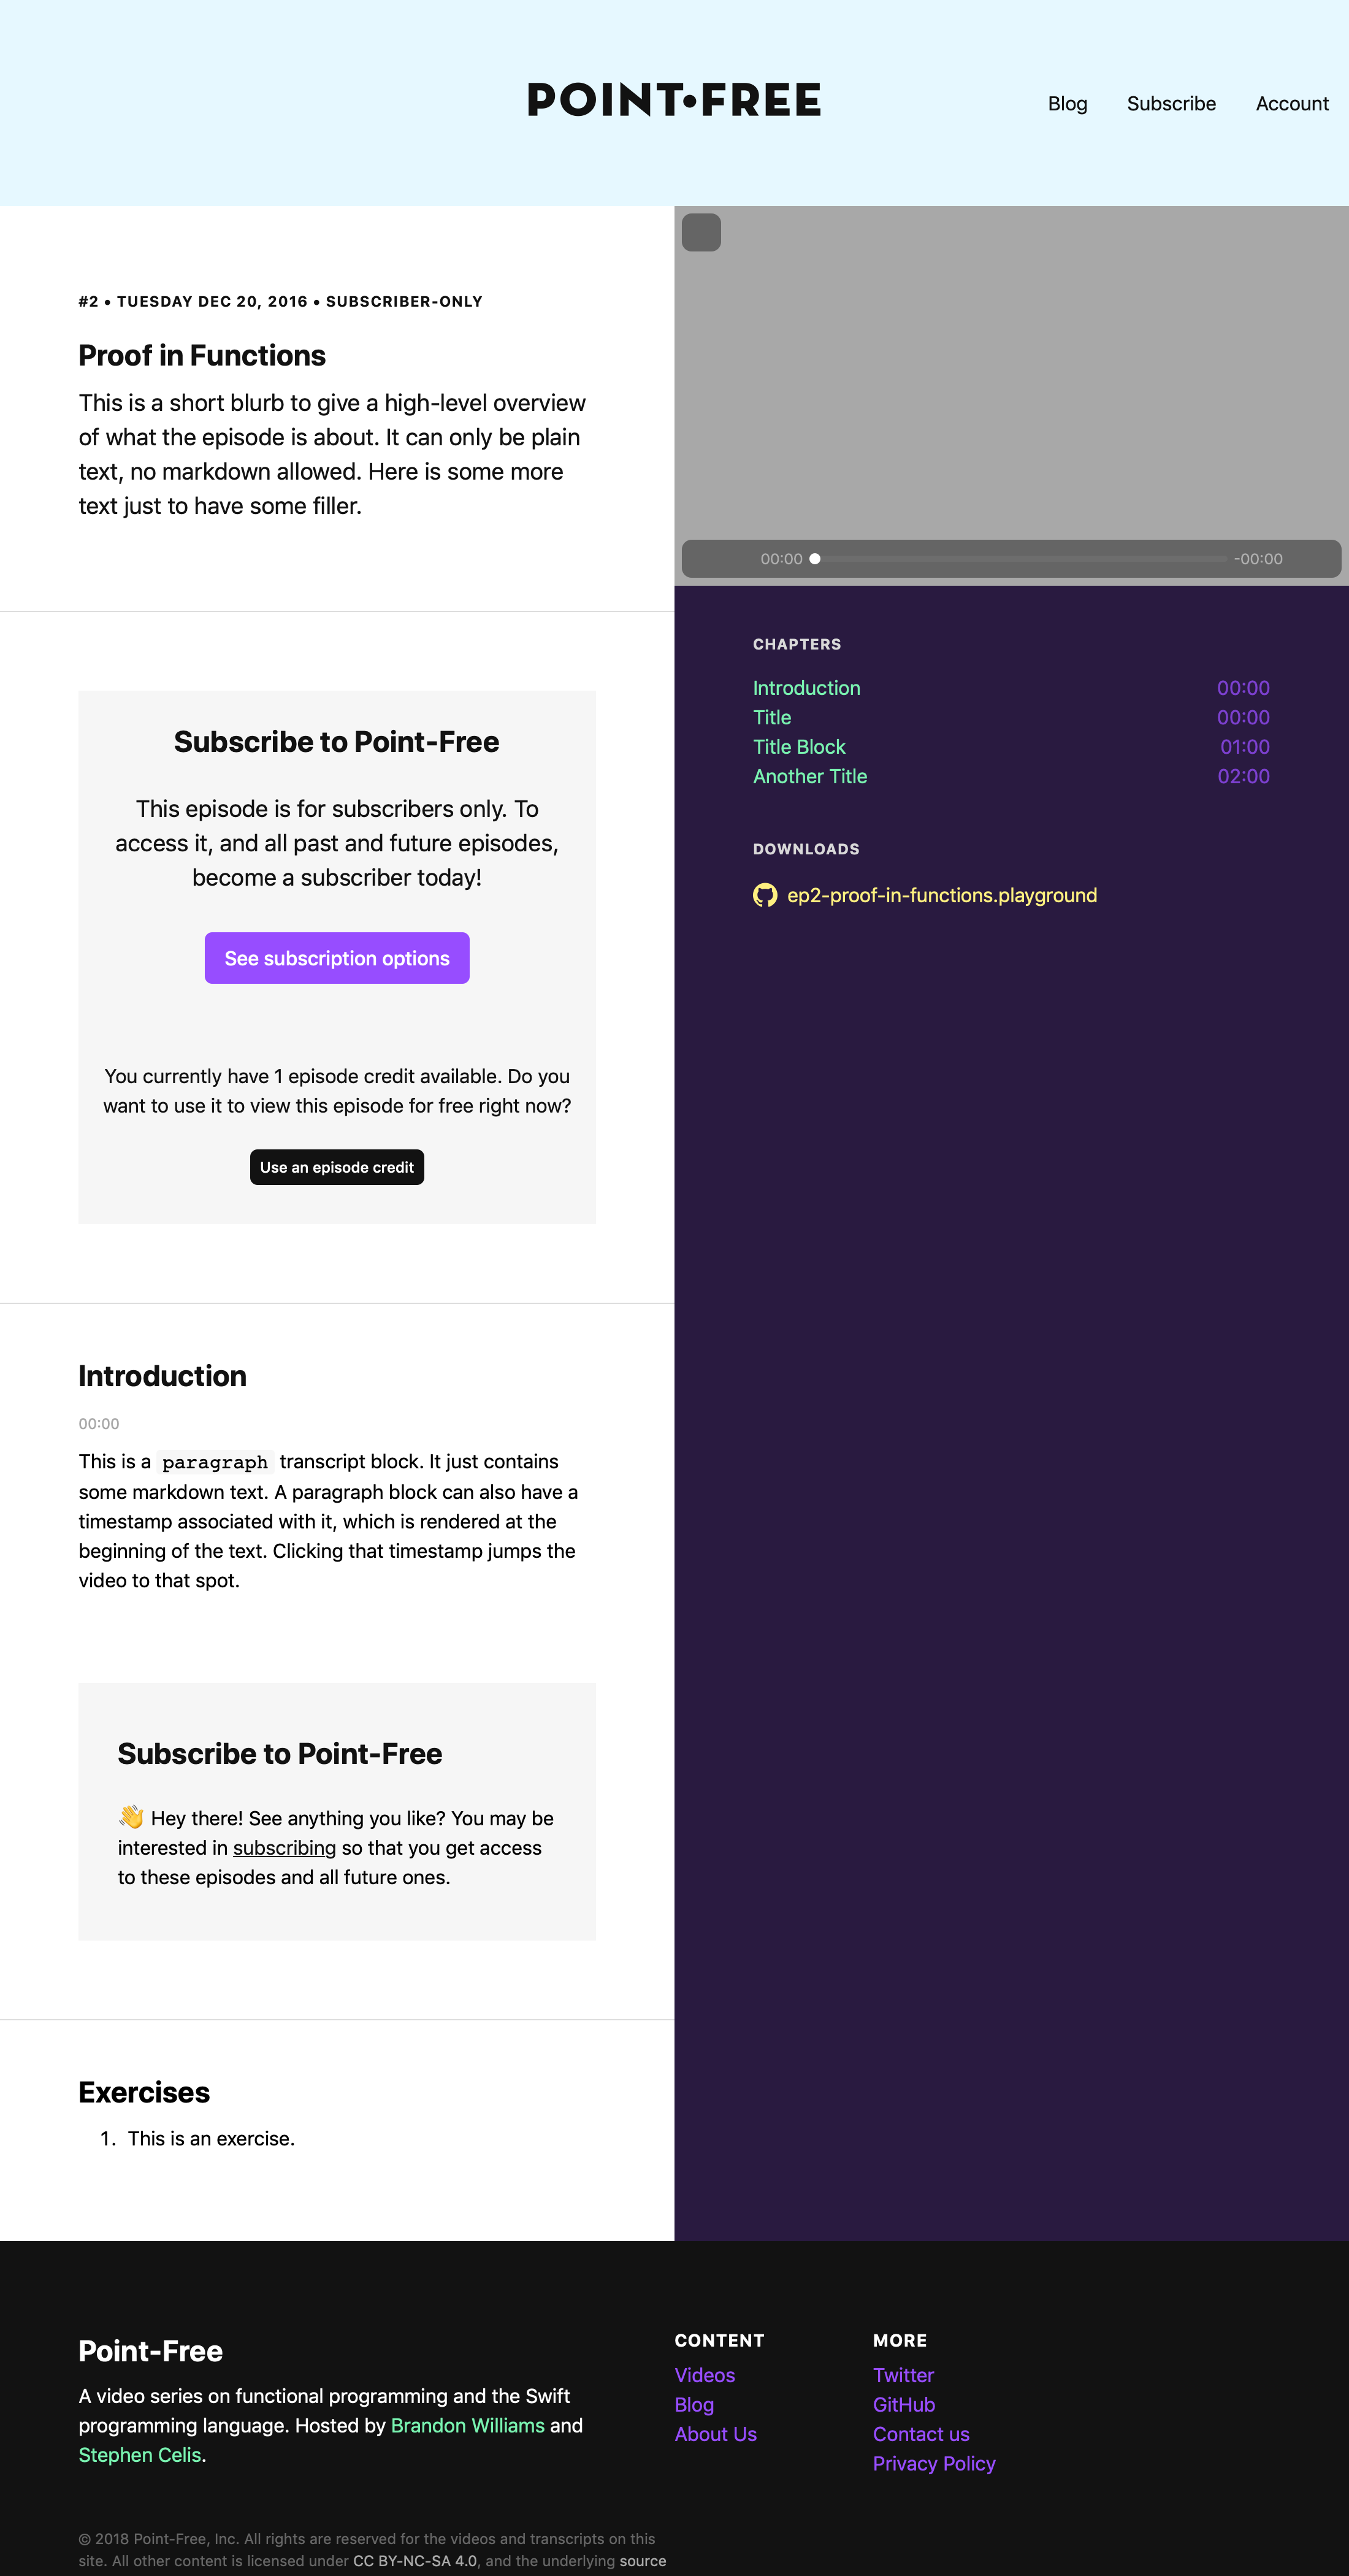 POINT•FREE
Blog
Subscribe
Account
#2 • TUESDAY DEC 20, 2016 • SUBSCRIBER-ONLY
Proof in Functions
This is a short blurb to give a high-level overview
of what the episode is about. It can only be plain
text, no markdown allowed. Here is some more
text just to have some filler.
00:00
-00:00
Subscribe to Point-Free
This episode is for subscribers only. To
access it, and all past and future episodes,
become a subscriber today!
See subscription options
You currently have 1 episode credit available. Do you
want to use it to view this episode for free right now?
Use an episode credit
CHAPTERS
Introduction 00:00
Title 00:00
Title Block 01:00
Another Title 02:00
DOWNLOADS
ep2-proof-in-functions.playground
Introduction
00:00
This is a paragraph transcript block. It just contains
some markdown text. A paragraph block can also have a
timestamp associated with it, which is rendered at the
beginning of the text. Clicking that timestamp jumps the
video to that spot.
Subscribe to Point-Free
👋 Hey there! See anything you like? You may be
interested in subscribing so that you get access
to these episodes and all future ones.
Exercises
1. This is an exercise.
Point-Free
A video series on functional programming and the Swift
programming language. Hosted by Brandon Williams and
Stephen Celis.
CONTENT
Videos
Blog
About Us
MORE
Twitter
GitHub
Contact us
Privacy Policy
© 2018 Point-Free, Inc. All rights are reserved for the videos and transcripts on this
site. All other content is licensed under CC BY-NC-SA 4.0, and the underlying source